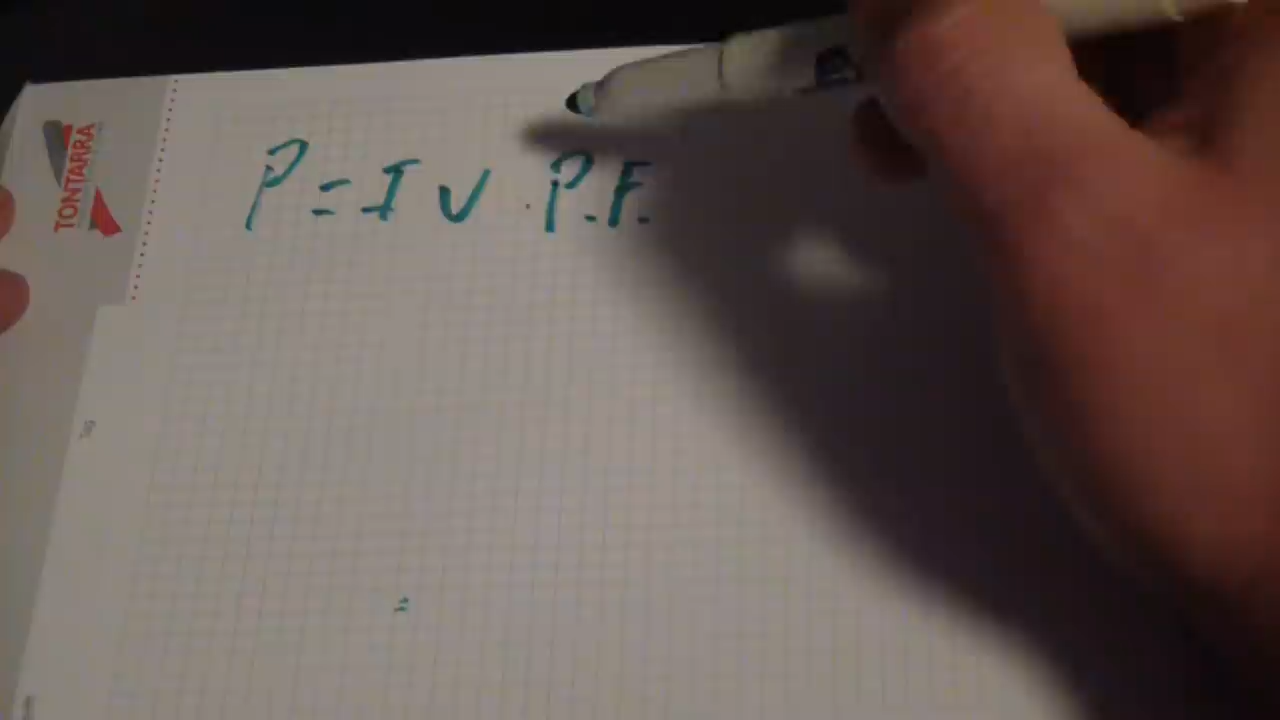 TONTARRA
P = I V P.F.
=